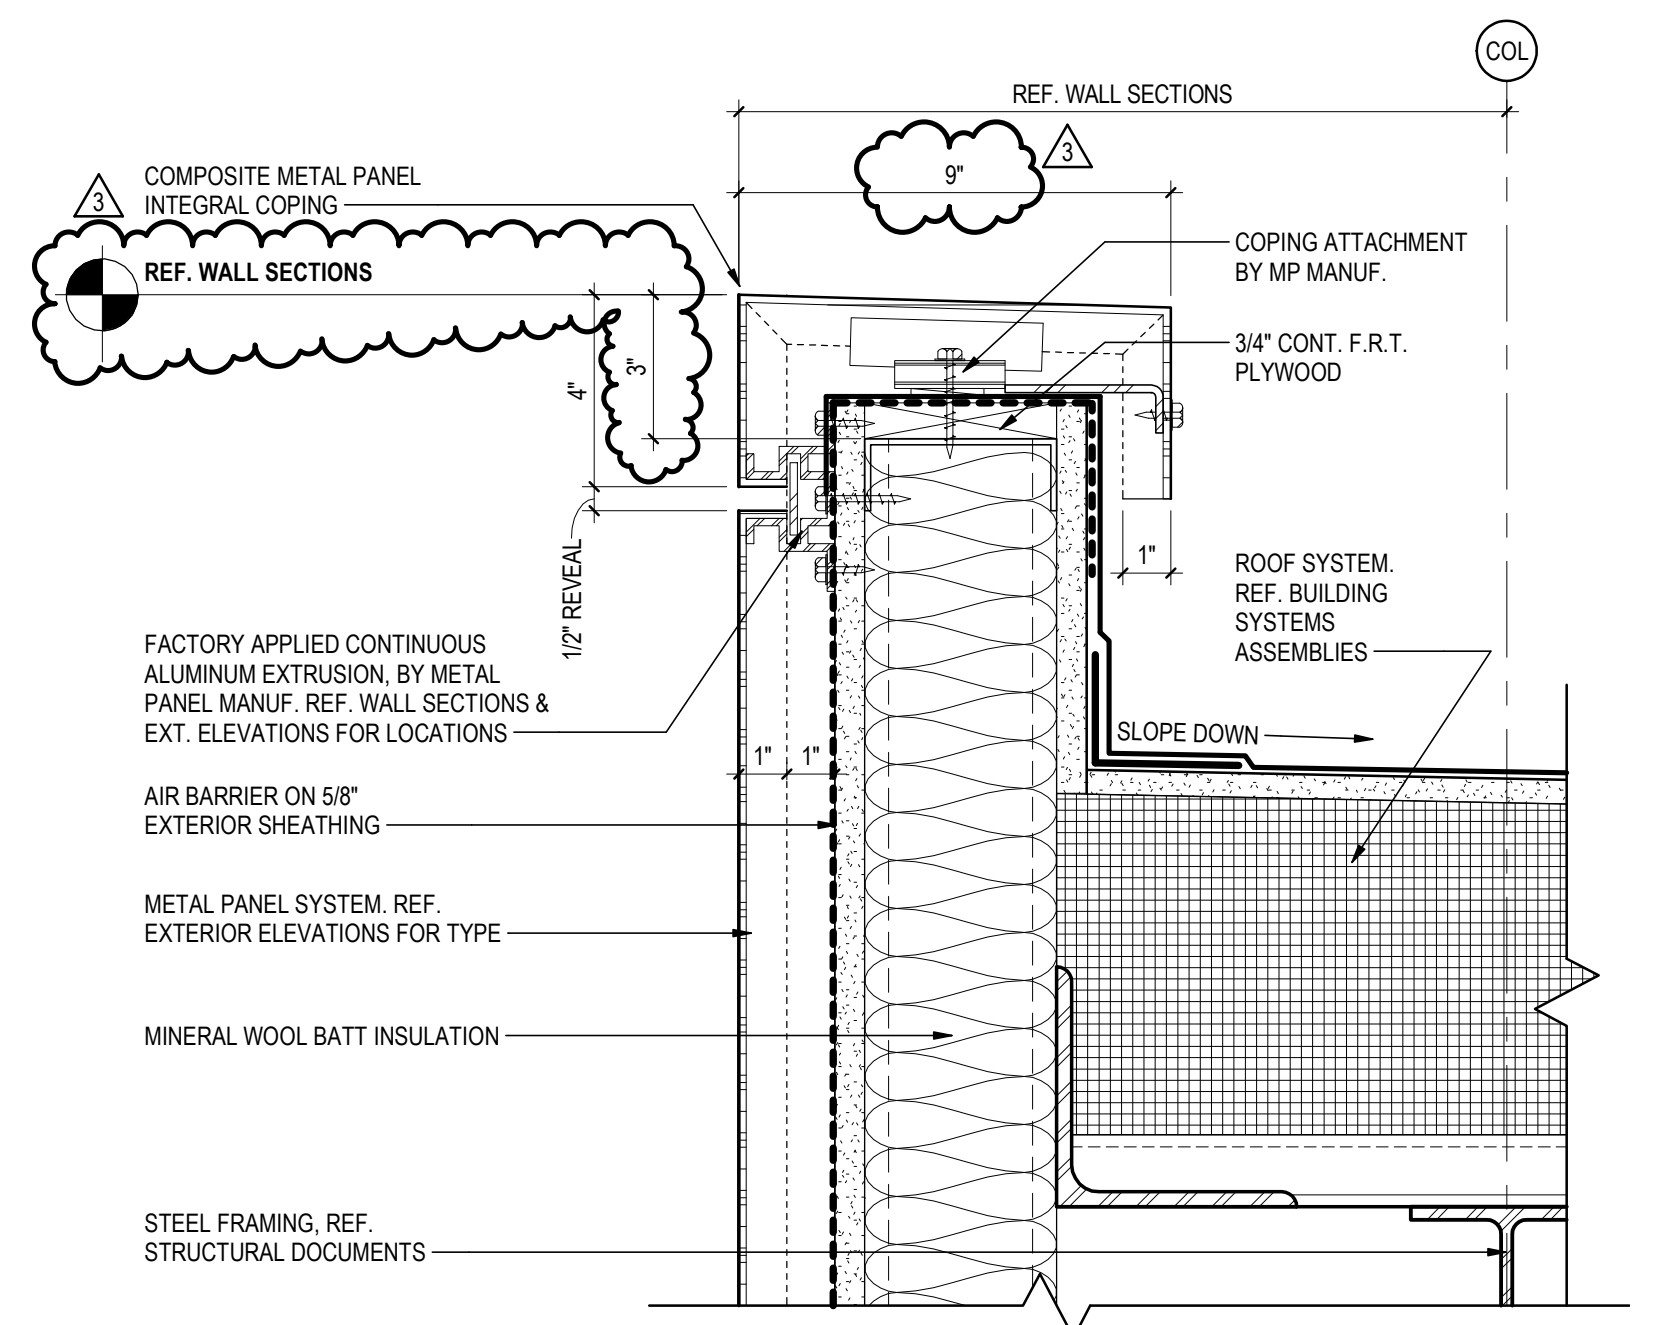 COL
REF. WALL SECTIONS
3
9"
3
COMPOSITE METAL PANEL
INTEGRAL COPING
REF. WALL SECTIONS
COPING ATTACHMENT
BY MP MANUF.
3/4" CONT. F.R.T.
PLYWOOD
4"
3"
1/2" REVEAL
1"
ROOF SYSTEM.
REF. BUILDING
SYSTEMS
ASSEMBLIES
FACTORY APPLIED CONTINUOUS
ALUMINUM EXTRUSION, BY METAL
PANEL MANUF. REF. WALL SECTIONS &
EXT. ELEVATIONS FOR LOCATIONS
SLOPE DOWN
1"
1"
AIR BARRIER ON 5/8"
EXTERIOR SHEATHING
METAL PANEL SYSTEM. REF.
EXTERIOR ELEVATIONS FOR TYPE
MINERAL WOOL BATT INSULATION
STEEL FRAMING, REF.
STRUCTURAL DOCUMENTS